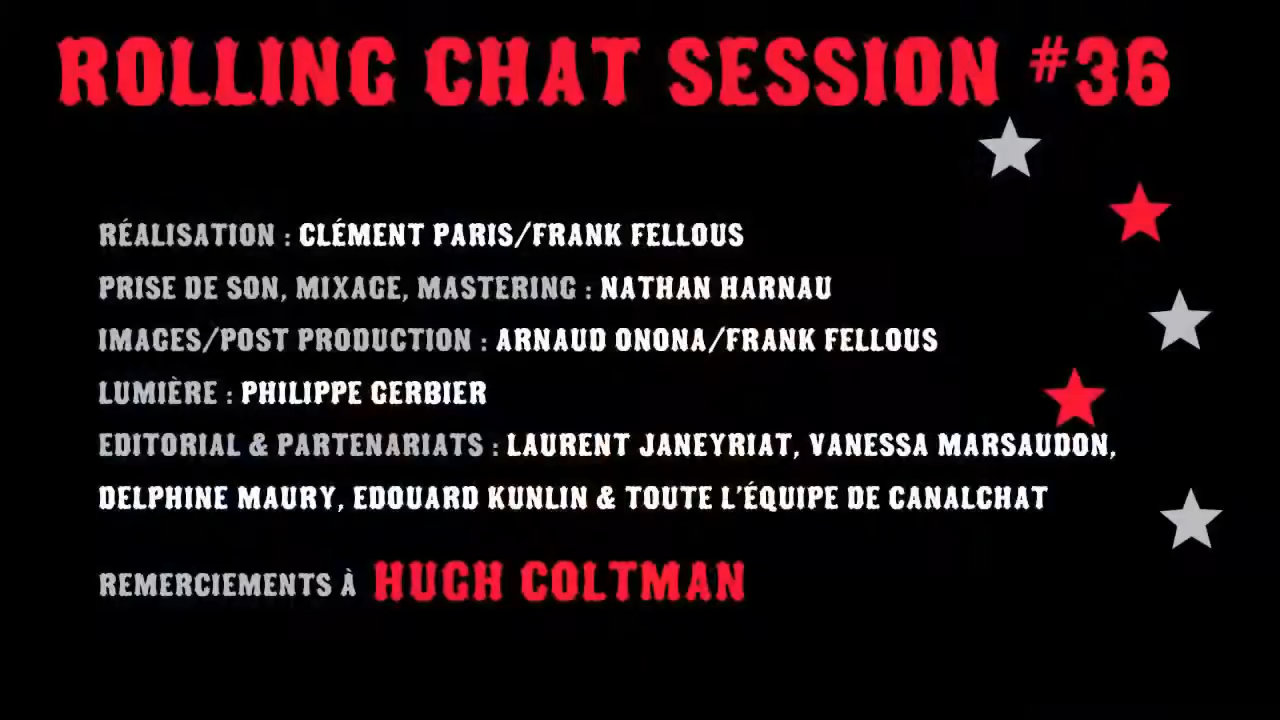 ROLLING CHAT SESSION #36
RÉALISATION : CLÉMENT PARIS/FRANK FELLOUS
PRISE DE SON, MIXAGE, MASTERING : NATHAN HARNAU
IMAGES/POST PRODUCTION : ARNAUD ONONA/FRANK FELLOUS
LUMIÈRE : PHILIPPE GERBIER
EDITORIAL & PARTENARIATS : LAURENT JANEYRIAT, VANESSA MARSAUDON,
DELPHINE MAURY, EDOUARD KUNLIN & TOUTE L'ÉQUIPE DE CANALCHAT
REMERCIEMENTS À HUGH COLTMAN